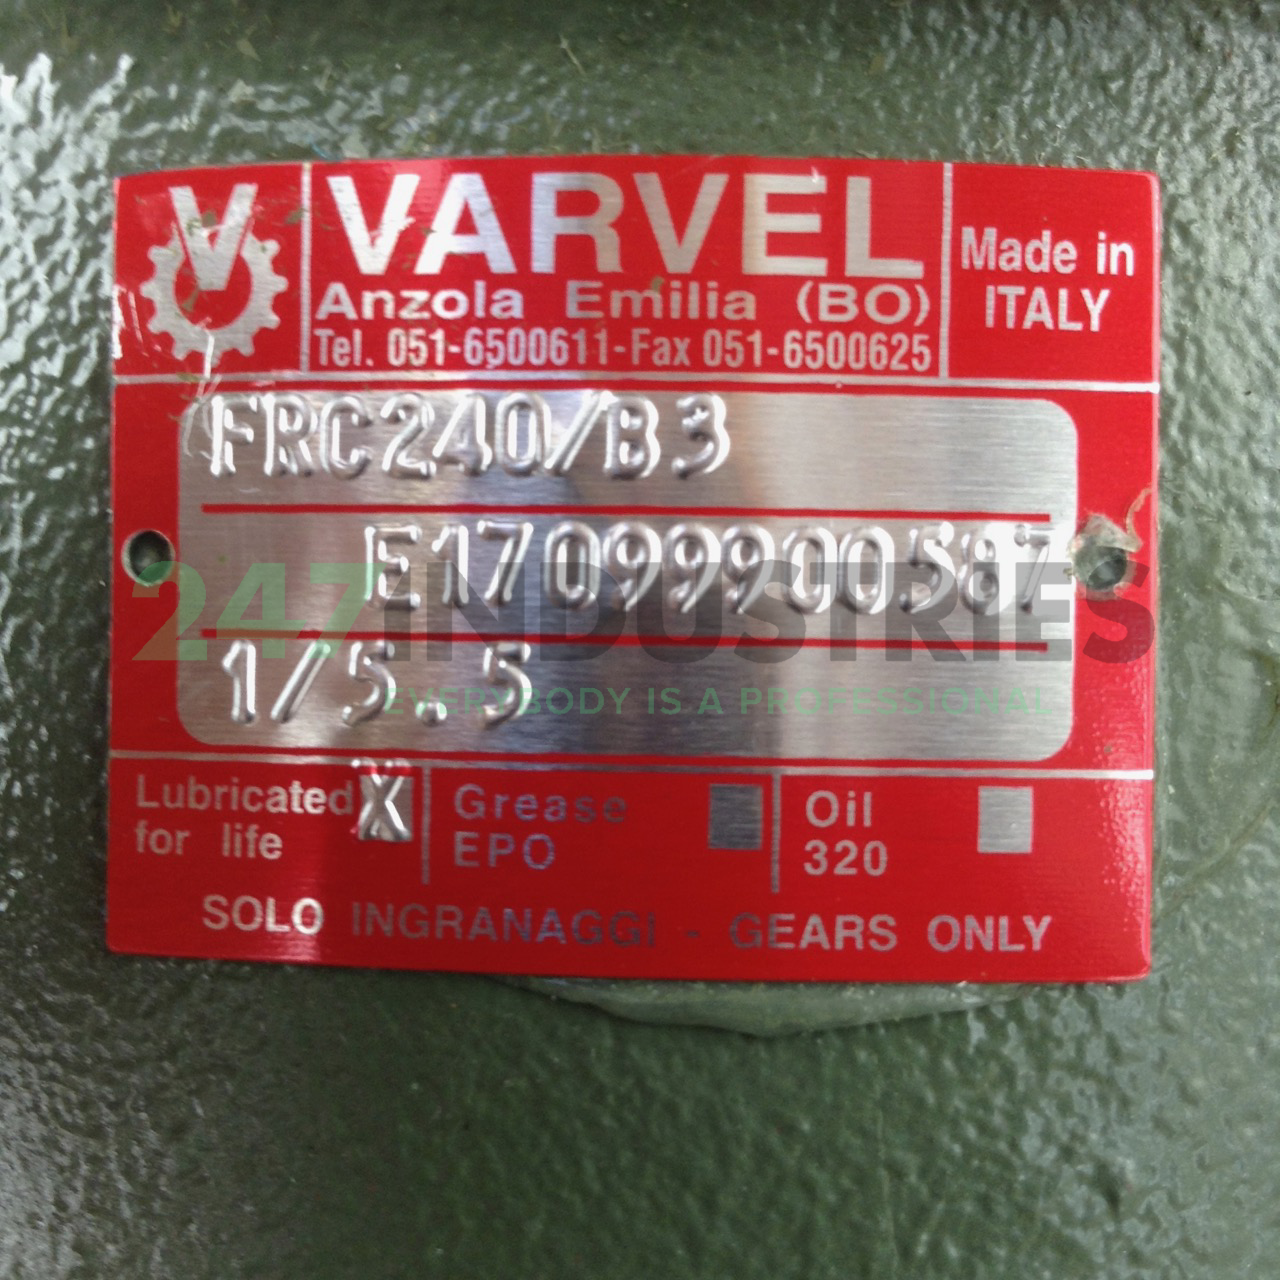 V
VARVEL
Anzola Emilia (BO)
Tel. 051-6500611-Fax 051-6500625
Made in
ITALY
FRC240/B3
E17099900587
1/5.5
247INDUSTRIES
EVERYBODY IS A PROFESSIONAL
Lubricated X
for life
Grease
EPO
Oil
320
SOLO INGRANAGGI - GEARS ONLY